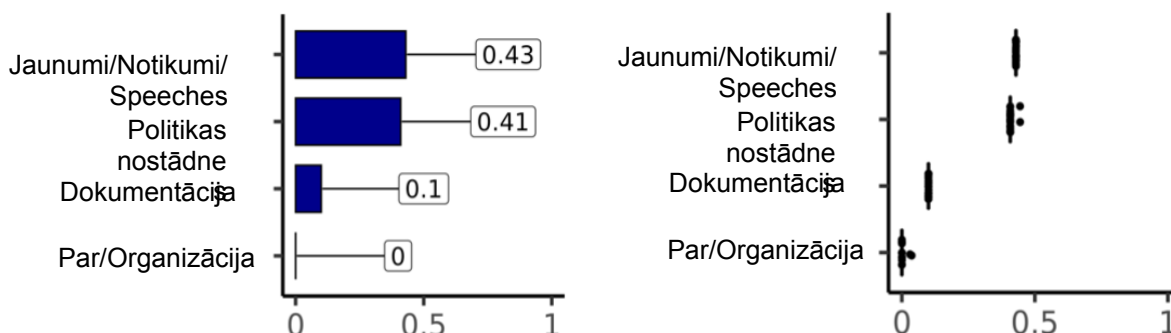 Jaunumi/Notikumi/
Speeches
Politikas
nostādne
s
Dokumentācija
Par/Organizācija
0.43
0.41
0.1
0
0
0.5
1
Jaunumi/Notikumi/
Speeches
Politikas
nostādne
s
Dokumentācija
Par/Organizācija
0
0.5
1